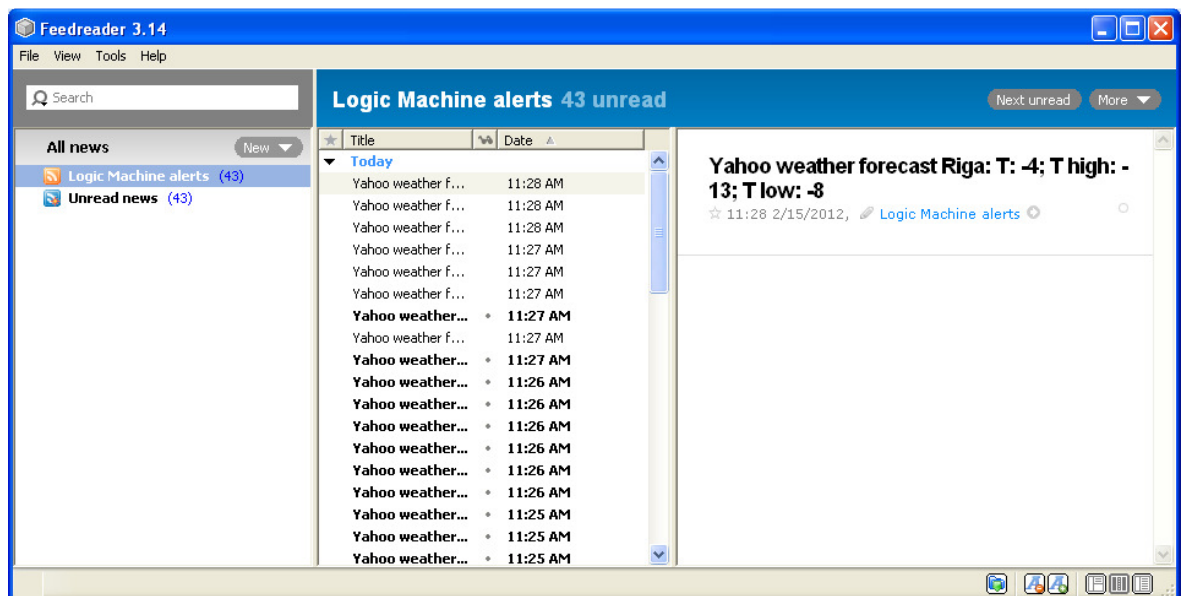 Feedreader 3.14
File View Tools Help
Search
Logic Machine alerts 43 unread
Next unread More
All news New
Logic Machine alerts (43)
Unread news (43)
Title Date
Today
Yahoo weather f... 11:28 AM
Yahoo weather f... 11:28 AM
Yahoo weather f... 11:28 AM
Yahoo weather f... 11:27 AM
Yahoo weather f... 11:27 AM
Yahoo weather f... 11:27 AM
Yahoo weather... 11:27 AM
Yahoo weather f... 11:27 AM
Yahoo weather... 11:27 AM
Yahoo weather... 11:26 AM
Yahoo weather... 11:26 AM
Yahoo weather... 11:26 AM
Yahoo weather... 11:26 AM
Yahoo weather... 11:26 AM
Yahoo weather... 11:26 AM
Yahoo weather... 11:25 AM
Yahoo weather... 11:25 AM
Yahoo weather... 11:25 AM
Yahoo weather forecast Riga: T: -4; T high: -
13; T low: -8
11:28 2/15/2012, Logic Machine alerts